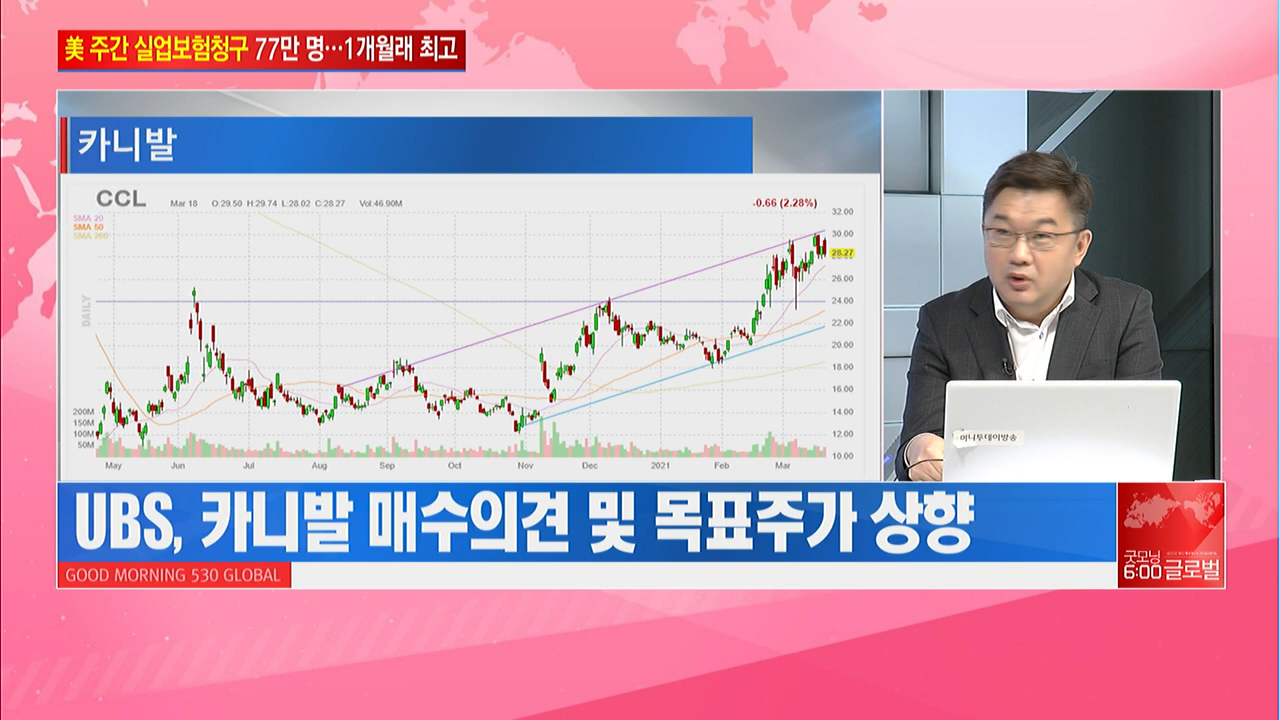 美 주간 실업보험청구 77만 명…1개월래 최고
카니발
CCL Mar 18 O:29.50 H:29.74 L:28.02 C:28.27 Vol:46.90M -0.66 (2.28%)
SMA 20
SMA 50
SMA 200
DAILY
32.00
30.00
28.27
26.00
24.00
22.00
20.00
18.00
16.00
14.00
12.00
10.00
200M
150M
100M
50M
May Jun Jul Aug Sep Oct Nov Dec 2021 Feb Mar
머니투데이방송
UBS, 카니발 매수의견 및 목표주가 상향
GOOD MORNING 530 GLOBAL
굿모닝
6:00 글로벌